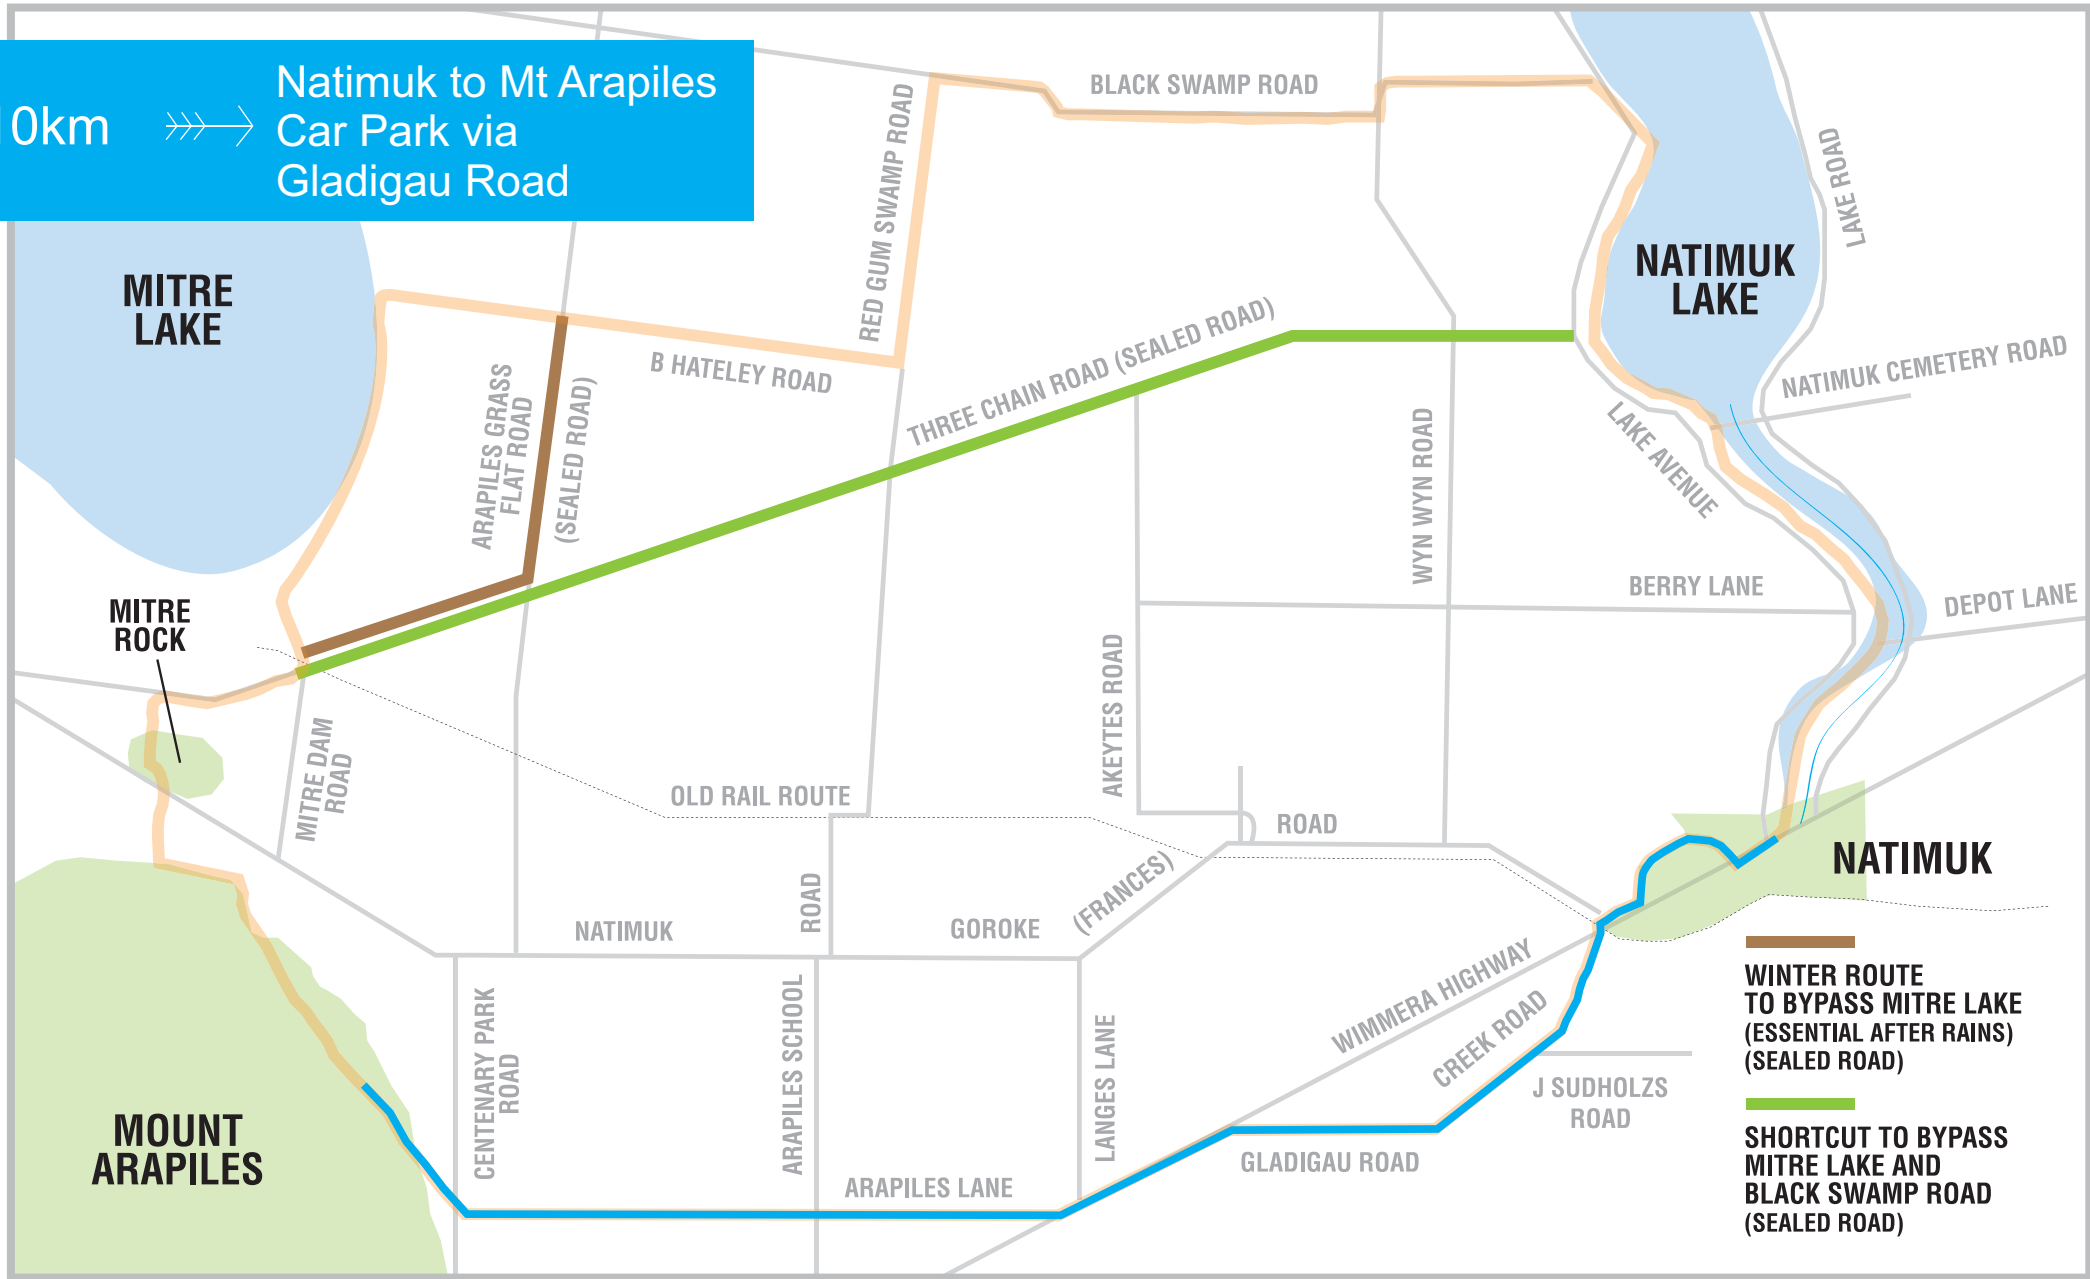 10km
Natimuk to Mt Arapiles
Car Park via
Gladigau Road
BLACK SWAMP ROAD
RED GUM SWAMP ROAD
LAKE ROAD
MITRE
LAKE
NATIMUK
LAKE
B HATELEY ROAD
THREE CHAIN ROAD (SEALED ROAD)
NATIMUK CEMETERY ROAD
ARAPILES GRASS
FLAT ROAD
(SEALED ROAD)
LAKE AVENUE
WYN WYN ROAD
BERRY LANE
DEPOT LANE
MITRE
ROCK
AKEYTES ROAD
MITRE DAM
ROAD
OLD RAIL ROUTE
ROAD
NATIMUK
ROAD
(FRANCES)
NATIMUK
GOROKE
WIMMERA HIGHWAY
CREEK ROAD
CENTENARY PARK
ROAD
ARAPILES SCHOOL
LANGES LANE
J SUDHOLZS
ROAD
GLADIGAU ROAD
ARAPILES LANE
MOUNT
ARAPILES
WINTER ROUTE
TO BYPASS MITRE LAKE
(ESSENTIAL AFTER RAINS)
(SEALED ROAD)
SHORTCUT TO BYPASS
MITRE LAKE AND
BLACK SWAMP ROAD
(SEALED ROAD)